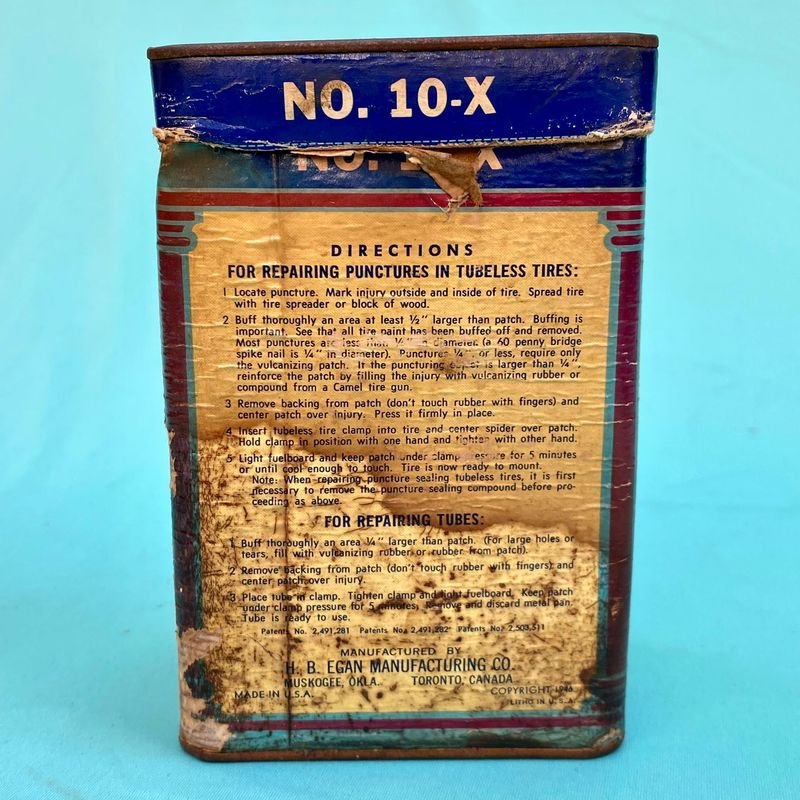 NO. 10-X
NO. X
DIRECTIONS
FOR REPAIRING PUNCTURES IN TUBELESS TIRES:
1 Locate puncture. Mark injury outside and inside of tire. Spread tire
with tire spreader or block of wood.
2 Buff thoroughly an area at least ½" larger than patch. Buffing is
important. See that all tire paint has been buffed off and removed.
Most punctures are less than ¼" in diameter. (a 60 penny bridge
spike nail is ¼" in diameter). Punctures ¼", or less, require only
the vulcanizing patch. If the puncturing object is larger than ¼",
reinforce the patch by filling the injury with vulcanizing rubber or
compound from a Camel tire gun.
3 Remove backing from patch (don't touch rubber with fingers) and
center patch over injury. Press it firmly in place.
4 Insert tubeless tire clamp into tire and center spider over patch.
Hold clamp in position with one hand and tighten with other hand.
5 Light fuelboard and keep patch under clamp pressure for 5 minutes
or until cool enough to touch. Tire is now ready to mount.
Note: When repairing puncture sealing tubeless tires, it is first
necessary to remove the puncture sealing compound before pro-
ceeding as above.
FOR REPAIRING TUBES:
1 Buff thoroughly an area ¼" larger than patch. (For large holes or
tears, fill with vulcanizing rubber or rubber from patch).
2 Remove backing from patch (don't touch rubber with fingers) and
center patch over injury.
3 Place tube in clamp. Tighten clamp and light fuelboard. Keep patch
under clamp pressure for 5 minutes. Remove and discard metal pan.
Tube is ready to use.
Patents No. 2,491,281 Patents No. 2,491,282 Patents No. 2,503,511
MANUFACTURED BY
H. B. EGAN MANUFACTURING CO.
MUSKOGEE, OKLA. TORONTO, CANADA
MADE IN U.S.A. COPYRIGHT 1946
LITHO IN U.S.A.